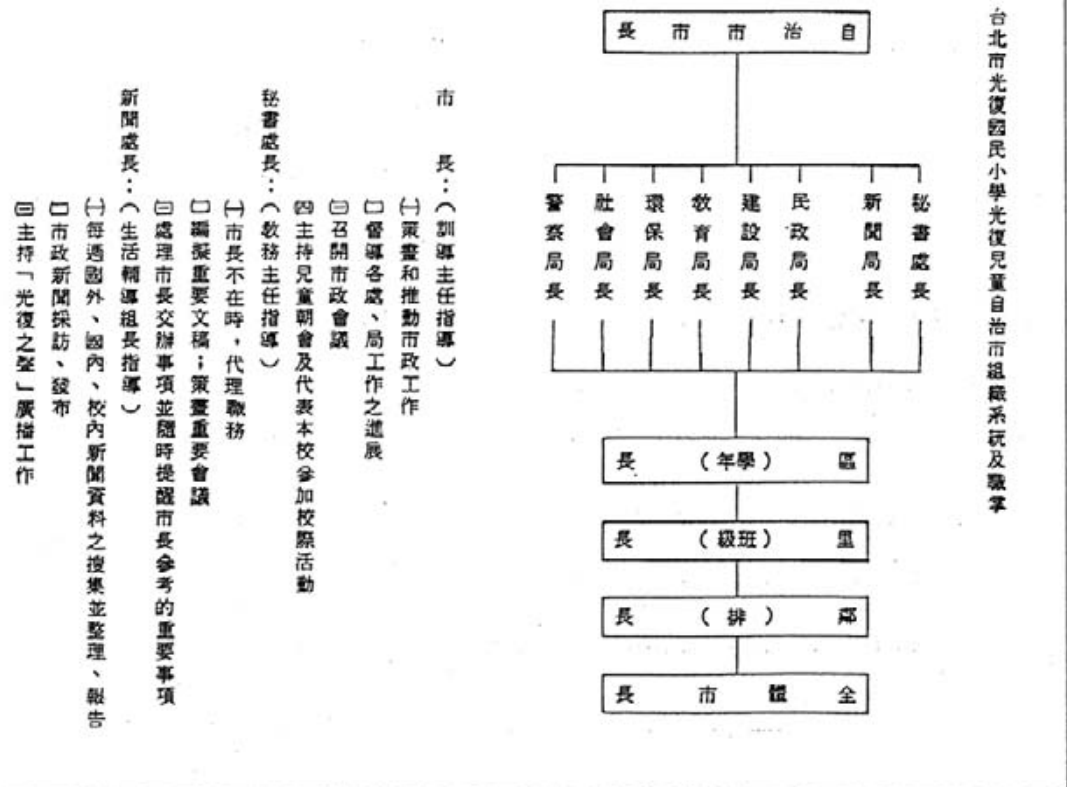 台北市光復國民小學光復兒童自治市組織系統及職掌
自治市市長
秘書處長
新聞局長
民政局長
建設局長
教育局長
環保局長
社會局長
警察局長
區(學年)長
里(班級)長
鄰(排)長
全體市長
市　長：(訓導主任指導)
㈠策畫和推動市政工作
㈡督導各處、局工作之進展
㈢召開市政會議
㈣主持兒童朝會及代表本校參加校際活動
秘書處長：(教務主任指導)
㈠市長不在時，代理職務
㈡編擬重要文稿；策畫重要會議
㈢處理市長交辦事項並隨時提醒市長參考的重要事項
新聞處長：(生活輔導組長指導)
㈠每週國外、國內、校內新聞資料之搜集並整理、報告
㈡市政新聞採訪、發布
㈢主持「光復之聲」廣播工作